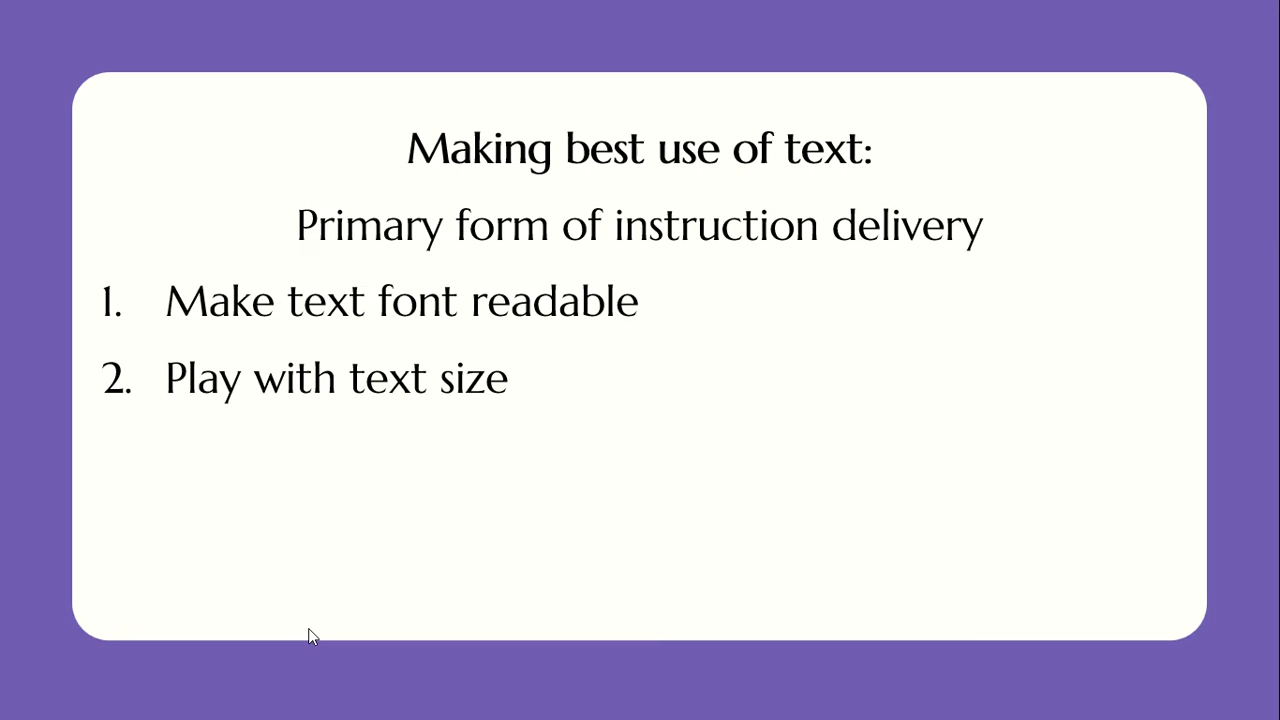 Making best use of text:
Primary form of instruction delivery
1. Make text font readable
2. Play with text size